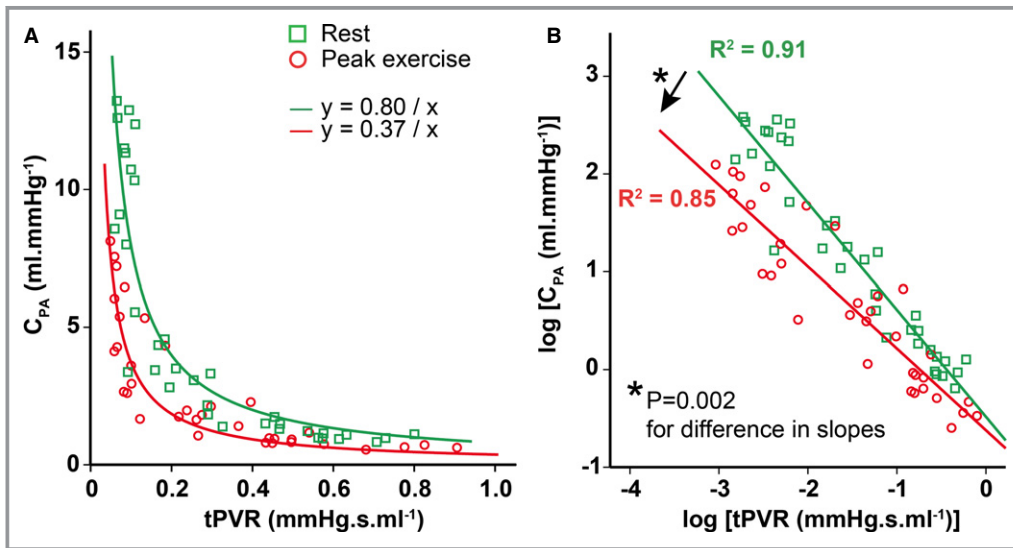 A
Rest
Peak exercise
y = 0.80 / x
y = 0.37 / x
15
10
5
0
C_PA (ml.mmHg⁻¹)
0 0.2 0.4 0.6 0.8 1.0
tPVR (mmHg.s.ml⁻¹)
B
R² = 0.91
*
R² = 0.85
* P=0.002
for difference in slopes
3
2
1
0
-1
log [C_PA (ml.mmHg⁻¹)]
-4 -3 -2 -1 0
log [tPVR (mmHg.s.ml⁻¹)]